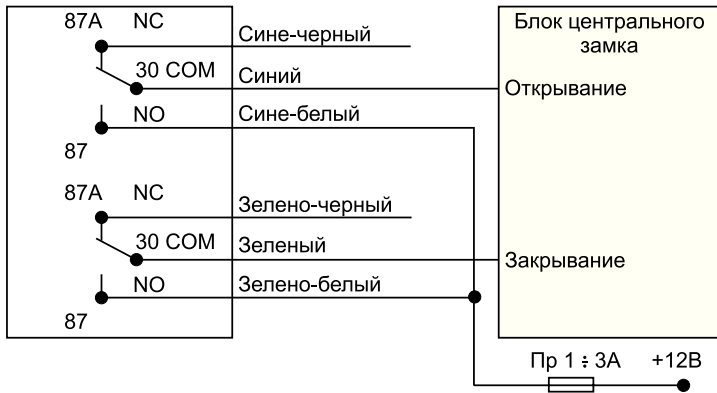 87A NC
Сине-черный
30 COM
Синий
NO
Сине-белый
87
87A NC
Зелено-черный
30 COM
Зеленый
NO
Зелено-белый
87
Блок центрального
замка
Открывание
Закрывание
Пр 1 ÷ 3А +12В